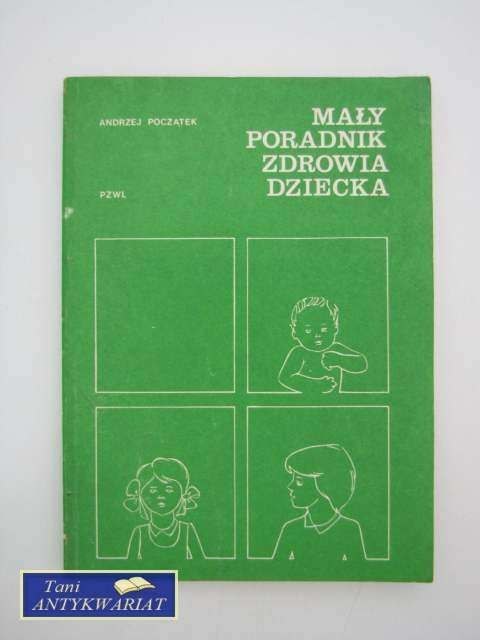 ANDRZEJ POCZĄTEK
MAŁY
PORADNIK
ZDROWIA
DZIECKA
PZWL
Tani
ANTYKWARIAT